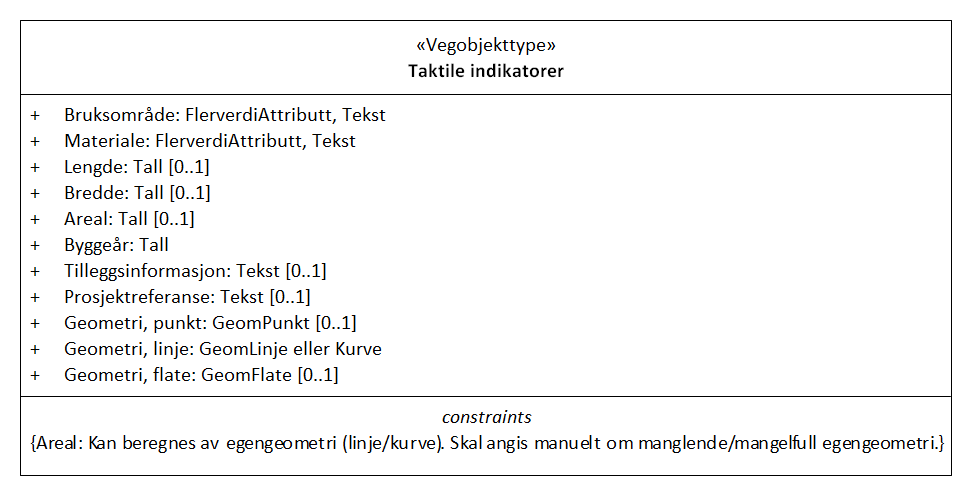 «Vegobjekttype»
Taktile indikatorer
+ Bruksområde: FlerverdiAttributt, Tekst
+ Materiale: FlerverdiAttributt, Tekst
+ Lengde: Tall [0..1]
+ Bredde: Tall [0..1]
+ Areal: Tall [0..1]
+ Byggeår: Tall
+ Tilleggsinformasjon: Tekst [0..1]
+ Prosjektreferanse: Tekst [0..1]
+ Geometri, punkt: GeomPunkt [0..1]
+ Geometri, linje: GeomLinje eller Kurve
+ Geometri, flate: GeomFlate [0..1]
constraints
{Areal: Kan beregnes av egengeometri (linje/kurve). Skal angis manuelt om manglende/mangelfull egengeometri.}